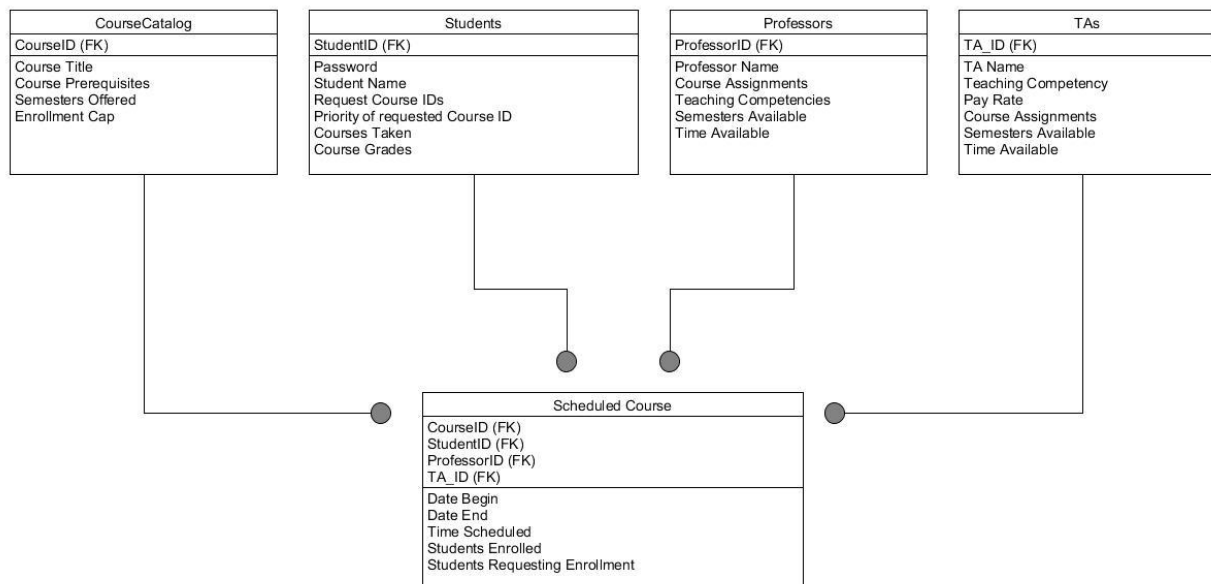 CourseCatalog
CourseID (FK)
Course Title
Course Prerequisites
Semesters Offered
Enrollment Cap
Students
StudentID (FK)
Password
Student Name
Request Course IDs
Priority of requested Course ID
Courses Taken
Course Grades
Professors
ProfessorID (FK)
Professor Name
Course Assignments
Teaching Competencies
Semesters Available
Time Available
TAs
TA_ID (FK)
TA Name
Teaching Competency
Pay Rate
Course Assignments
Semesters Available
Time Available
Scheduled Course
CourseID (FK)
StudentID (FK)
ProfessorID (FK)
TA_ID (FK)
Date Begin
Date End
Time Scheduled
Students Enrolled
Students Requesting Enrollment